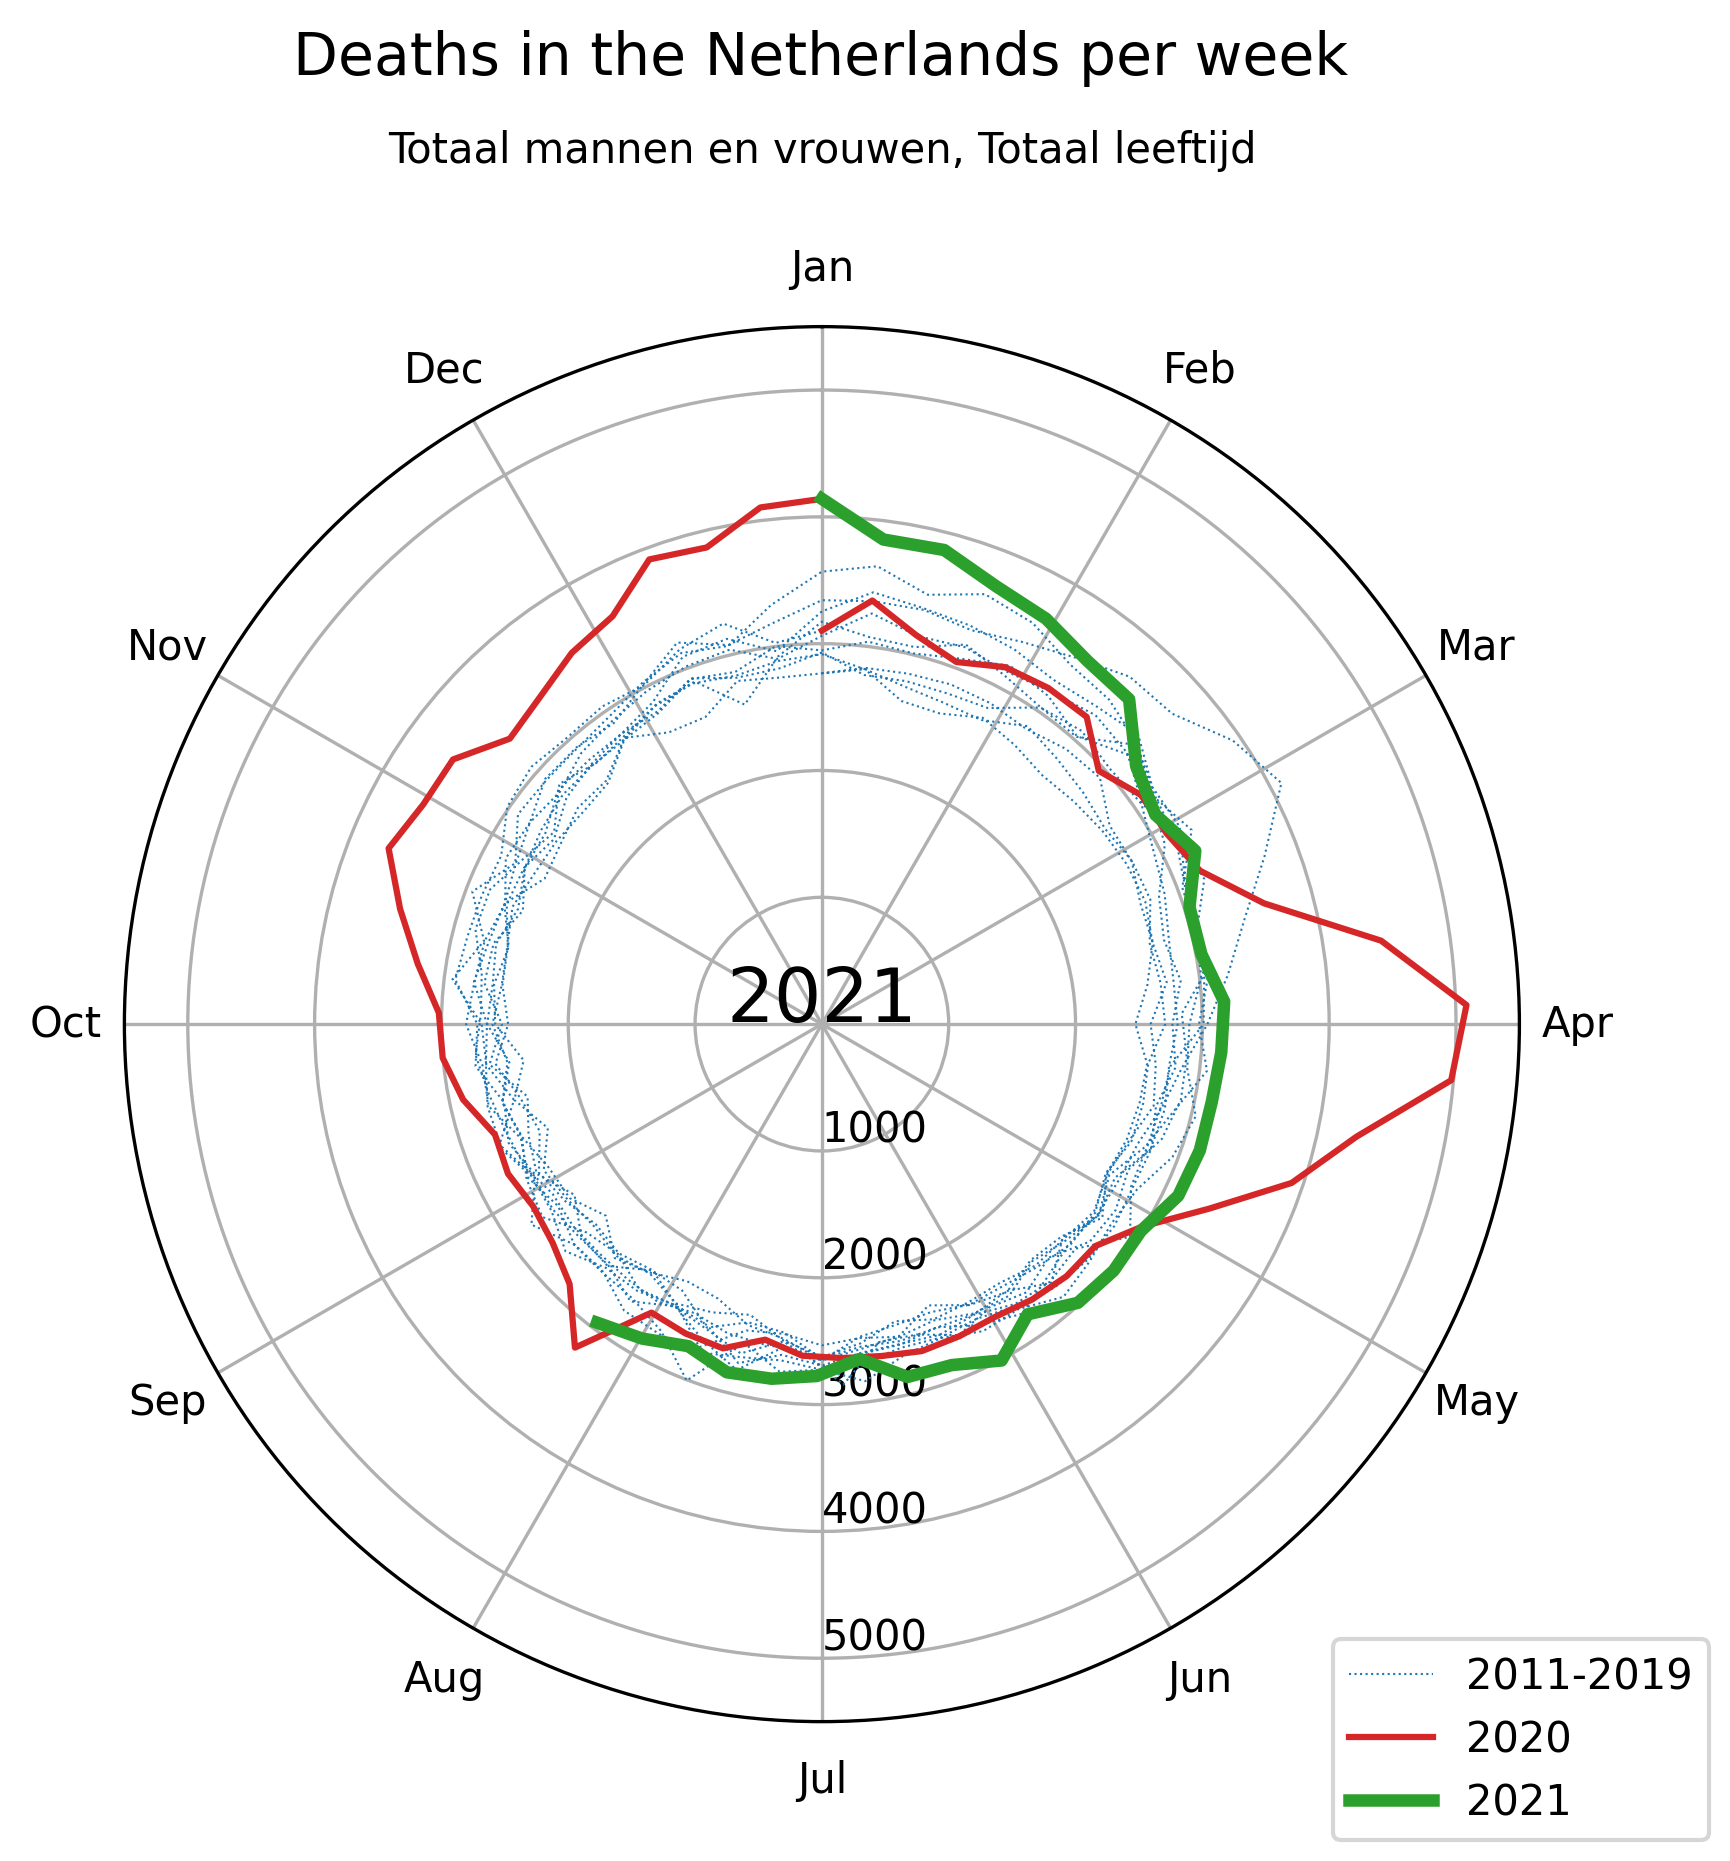 Deaths in the Netherlands per week
Totaal mannen en vrouwen, Totaal leeftijd
Jan
Dec
Feb
Nov
Mar
2021
Oct
Apr
1000
2000
3000
Sep
May
4000
5000
Aug
Jun
Jul
2011-2019
2020
2021